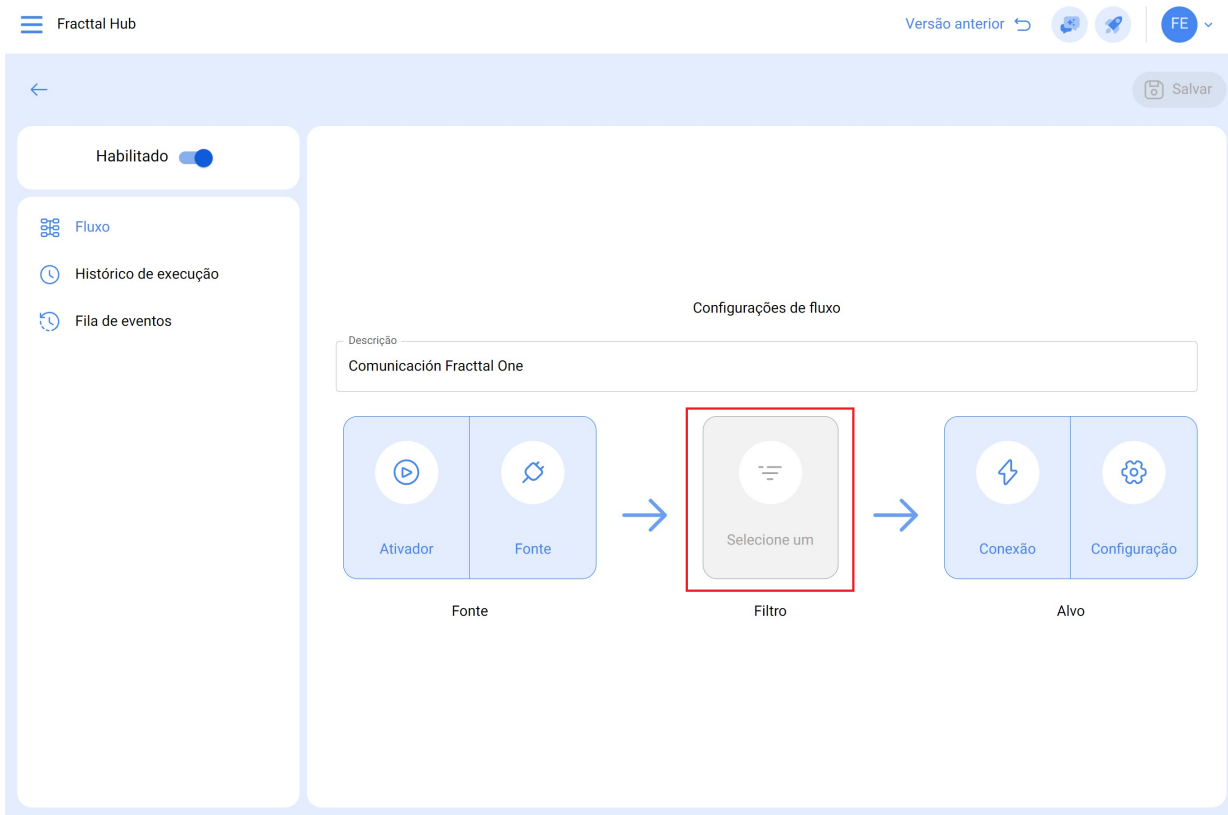 Fracttal Hub
Versão anterior
FE
Salvar
Habilitado
Fluxo
Histórico de execução
Fila de eventos
Configurações de fluxo
Descrição
Comunicación Fracttal One
Ativador
Fonte
Selecione um
Conexão
Configuração
Fonte
Filtro
Alvo